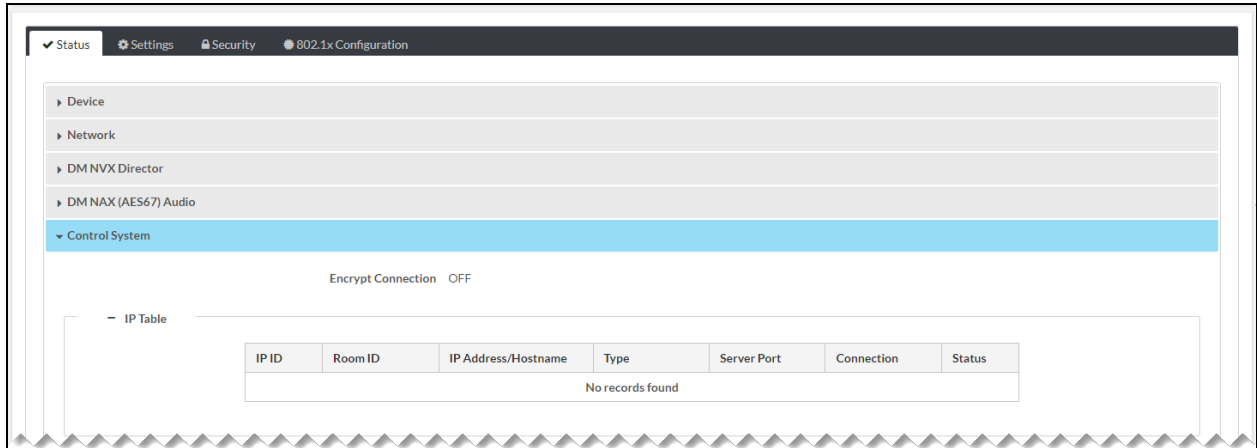 Status Settings Security 802.1x Configuration
Device
Network
DM NVX Director
DM NAX (AES67) Audio
Control System
Encrypt Connection OFF
IP Table
IP ID Room ID IP Address/Hostname Type Server Port Connection Status
No records found